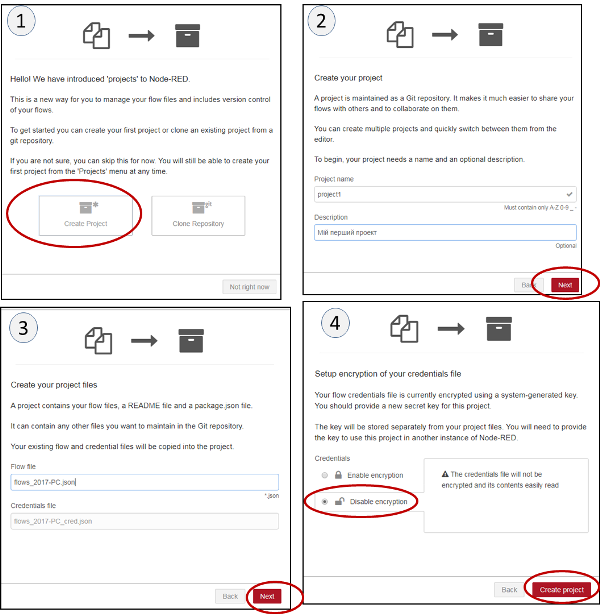 1
Hello! We have introduced 'projects' to Node-RED.
This is a new way for you to manage your flow files and includes version control
of your flows.
To get started you can create your first project or clone an existing project from a
git repository.
If you are not sure, you can skip this for now. You will still be able to create your
first project from the 'Projects' menu at any time.
Create Project
Clone Repository
Not right now
2
Create your project
A project is maintained as a Git repository. It makes it much easier to share your
flows with others and to collaborate on them.
You can create multiple projects and quickly switch between them from the
editor.
To begin, your project needs a name and an optional description.
Project name
project1
Must contain only A-Z 0-9 _ -
Description
Мій перший проект
Optional
Back
Next
3
Create your project files
A project contains your flow files, a README file and a package.json file.
It can contain any other files you want to maintain in the Git repository.
Your existing flow and credential files will be copied into the project.
Flow file
flows_2017-PC.json
*.json
Credentials file
flows_2017-PC_cred.json
Back
Next
4
Setup encryption of your credentials file
Your flow credentials file is currently encrypted using a system-generated key.
You should provide a new secret key for this project.
The key will be stored separately from your project files. You will need to provide
the key to use this project in another instance of Node-RED.
Credentials
Enable encryption
Disable encryption
The credentials file will not be
encrypted and its contents easily read
Back
Create project